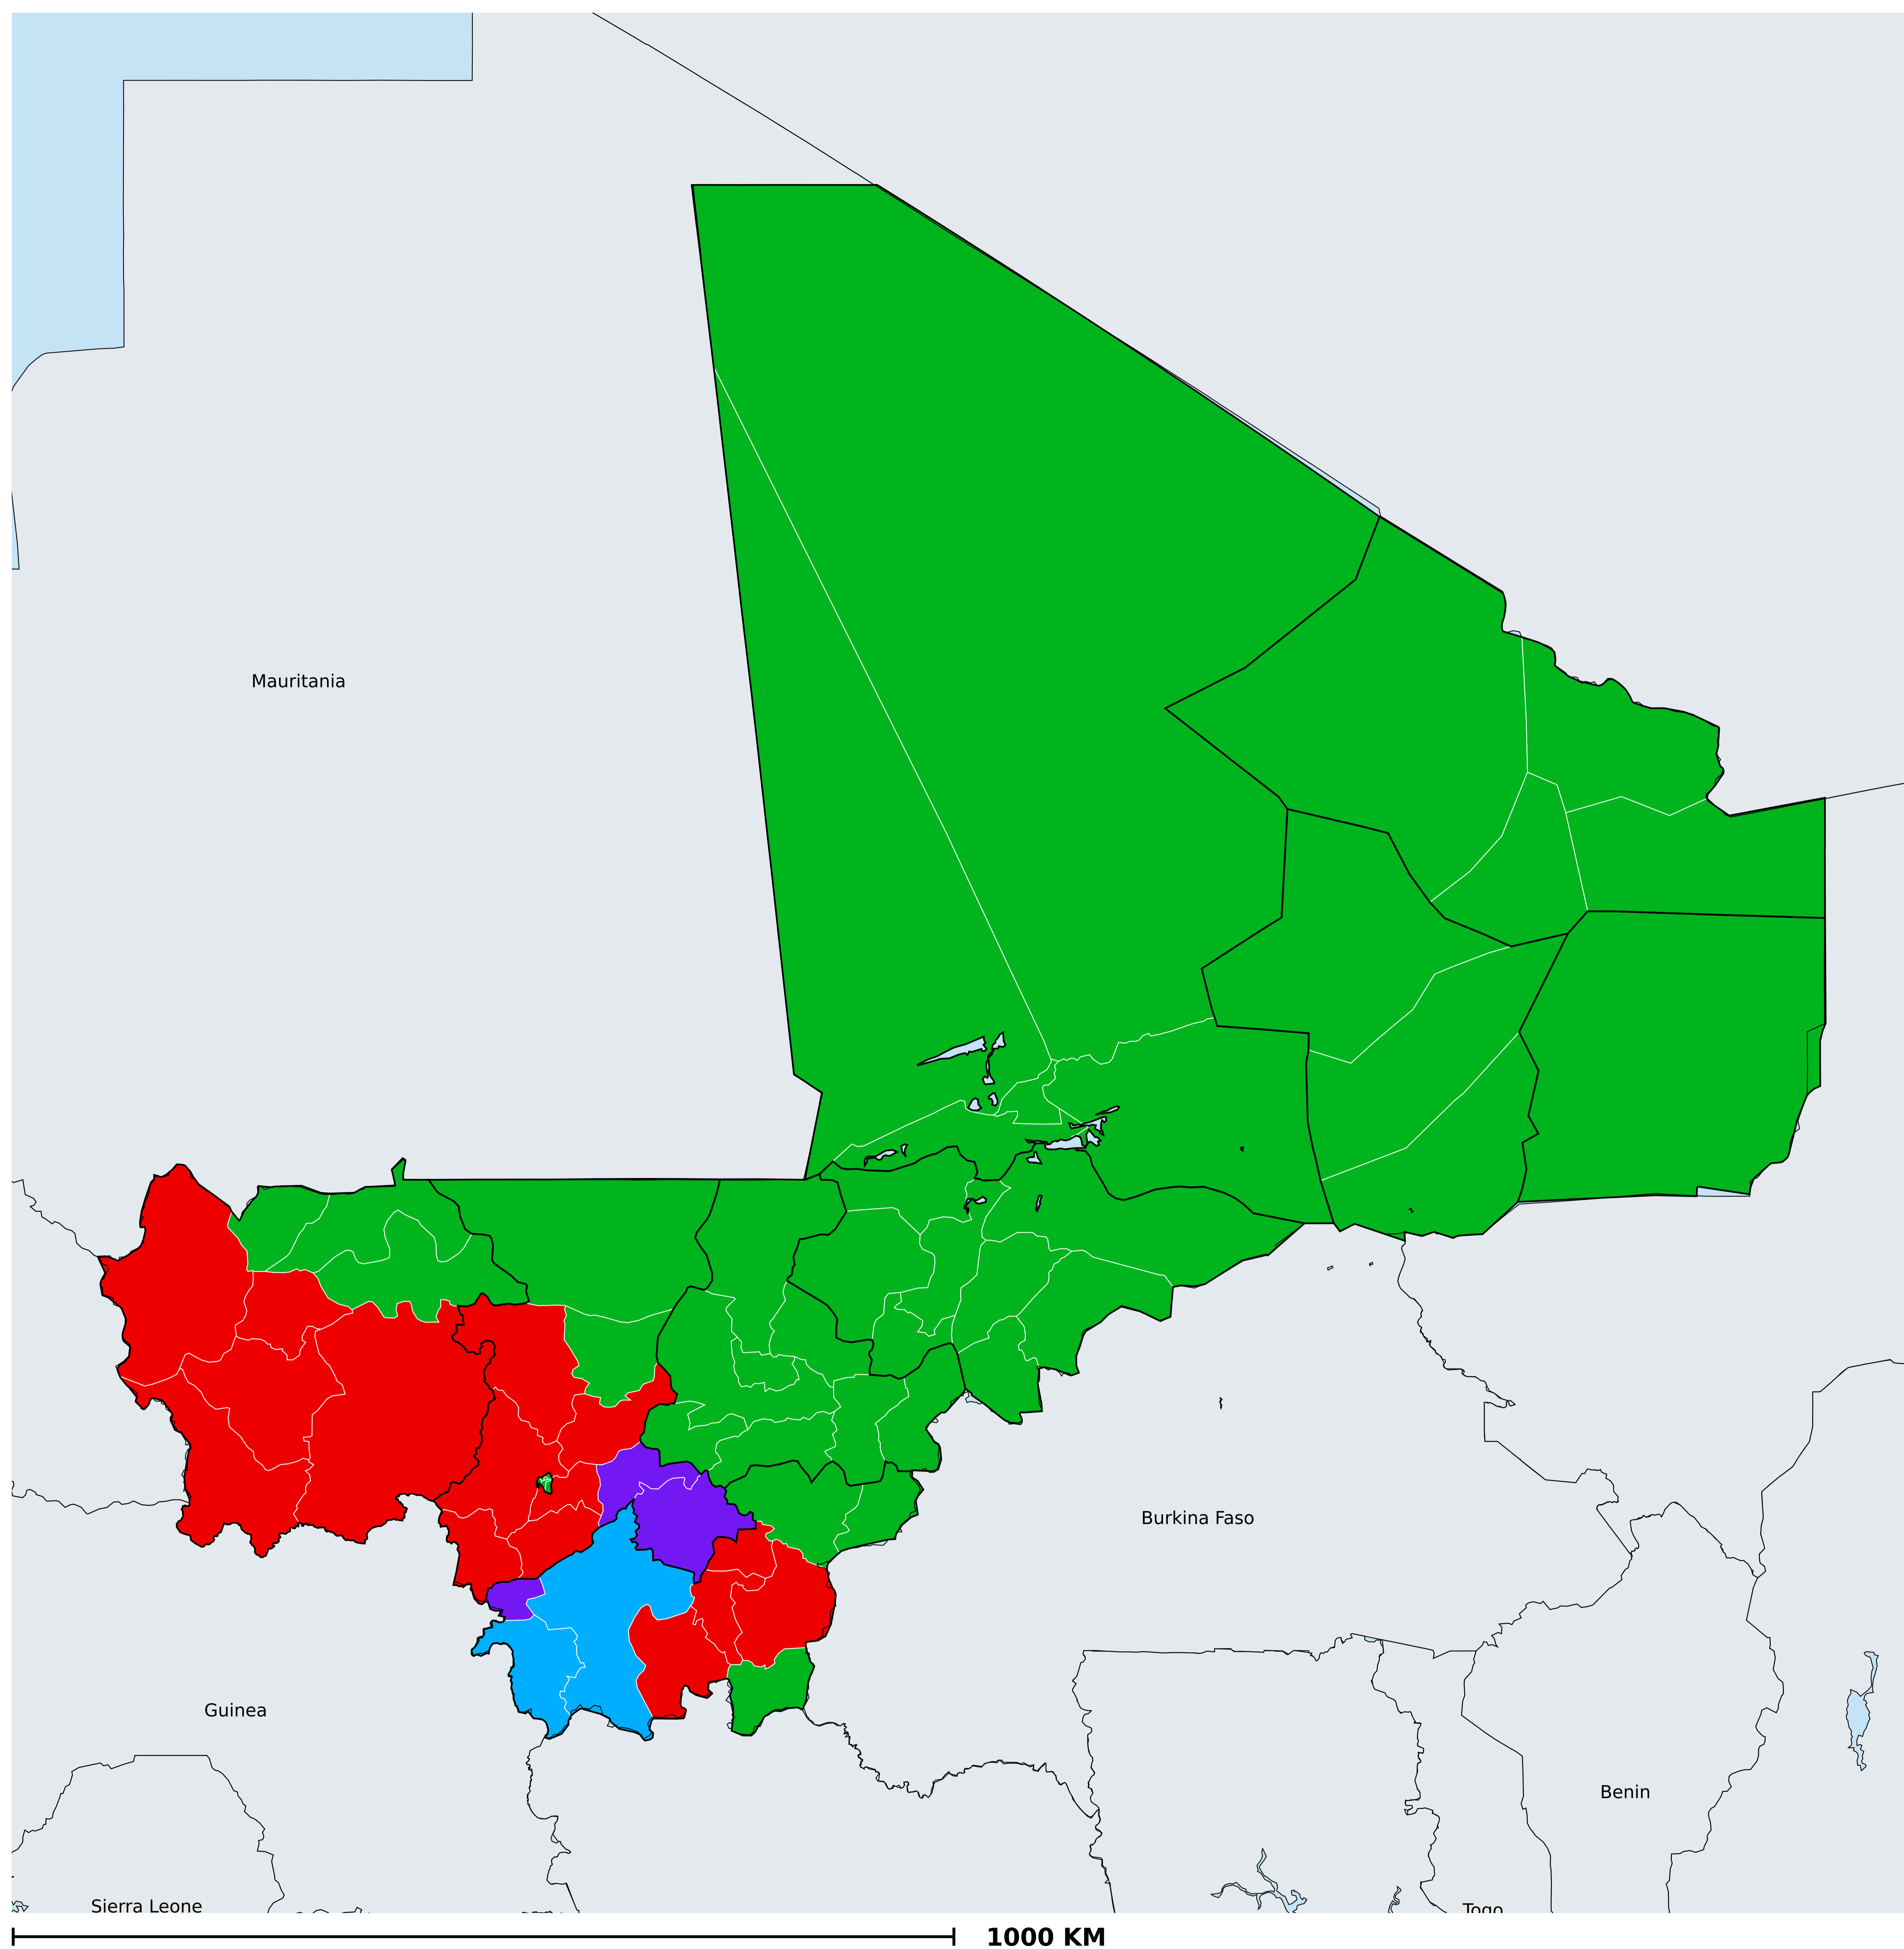 Mauritania
Burkina Faso
Guinea
Benin
Sierra Leone
Togo
1000 KM